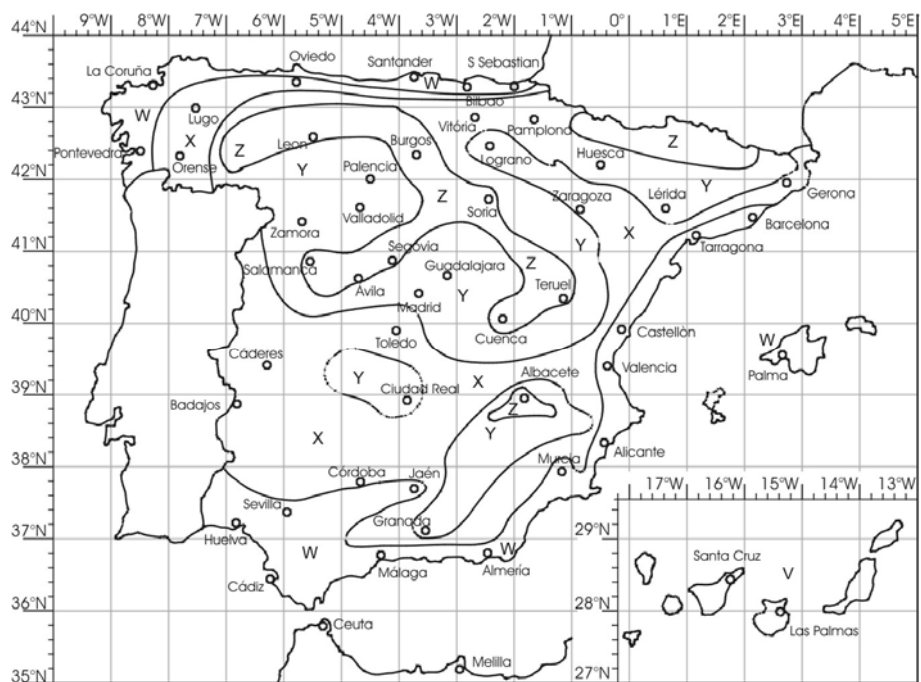 10°W 9° 8° 7° 6° 5° 4° 3° 2° 1° 0° 1° 2° 3° 4° 5°E
44°N
Santander S Sebastian
Oviedo
La Coruña
W
43°N
W Bilbao
Lugo Vitória Pamplona
X Burgos Z
Pontevedra Z Leon Lograno
Orense Y Huesca
42°N
Palencia
Z Y Gerona
Soria Zaragoza Lérida
Valladolid Barcelona
Zamora Y X
41°N
Segovia Tarragona
Salamanca Guadalajara Z
Y Teruel
Avila
Madrid
40°N
Toledo Cuenca Castellòn
W
Cáderes Albacete Valencia Palma
39°N
Y Ciudad Real X
Badajos Z
X Y
Alicante
38°N
Murcia
Córdoba Jaén
17°W 16°W 15°W 13°W
Sevilla
Granada
37°N 29°N
Huelva W W
Santa Cruz
Málaga Almería V
Cádiz
36°N 28°N
Las Palmas
Ceuta
Melilla
35°N 27°N